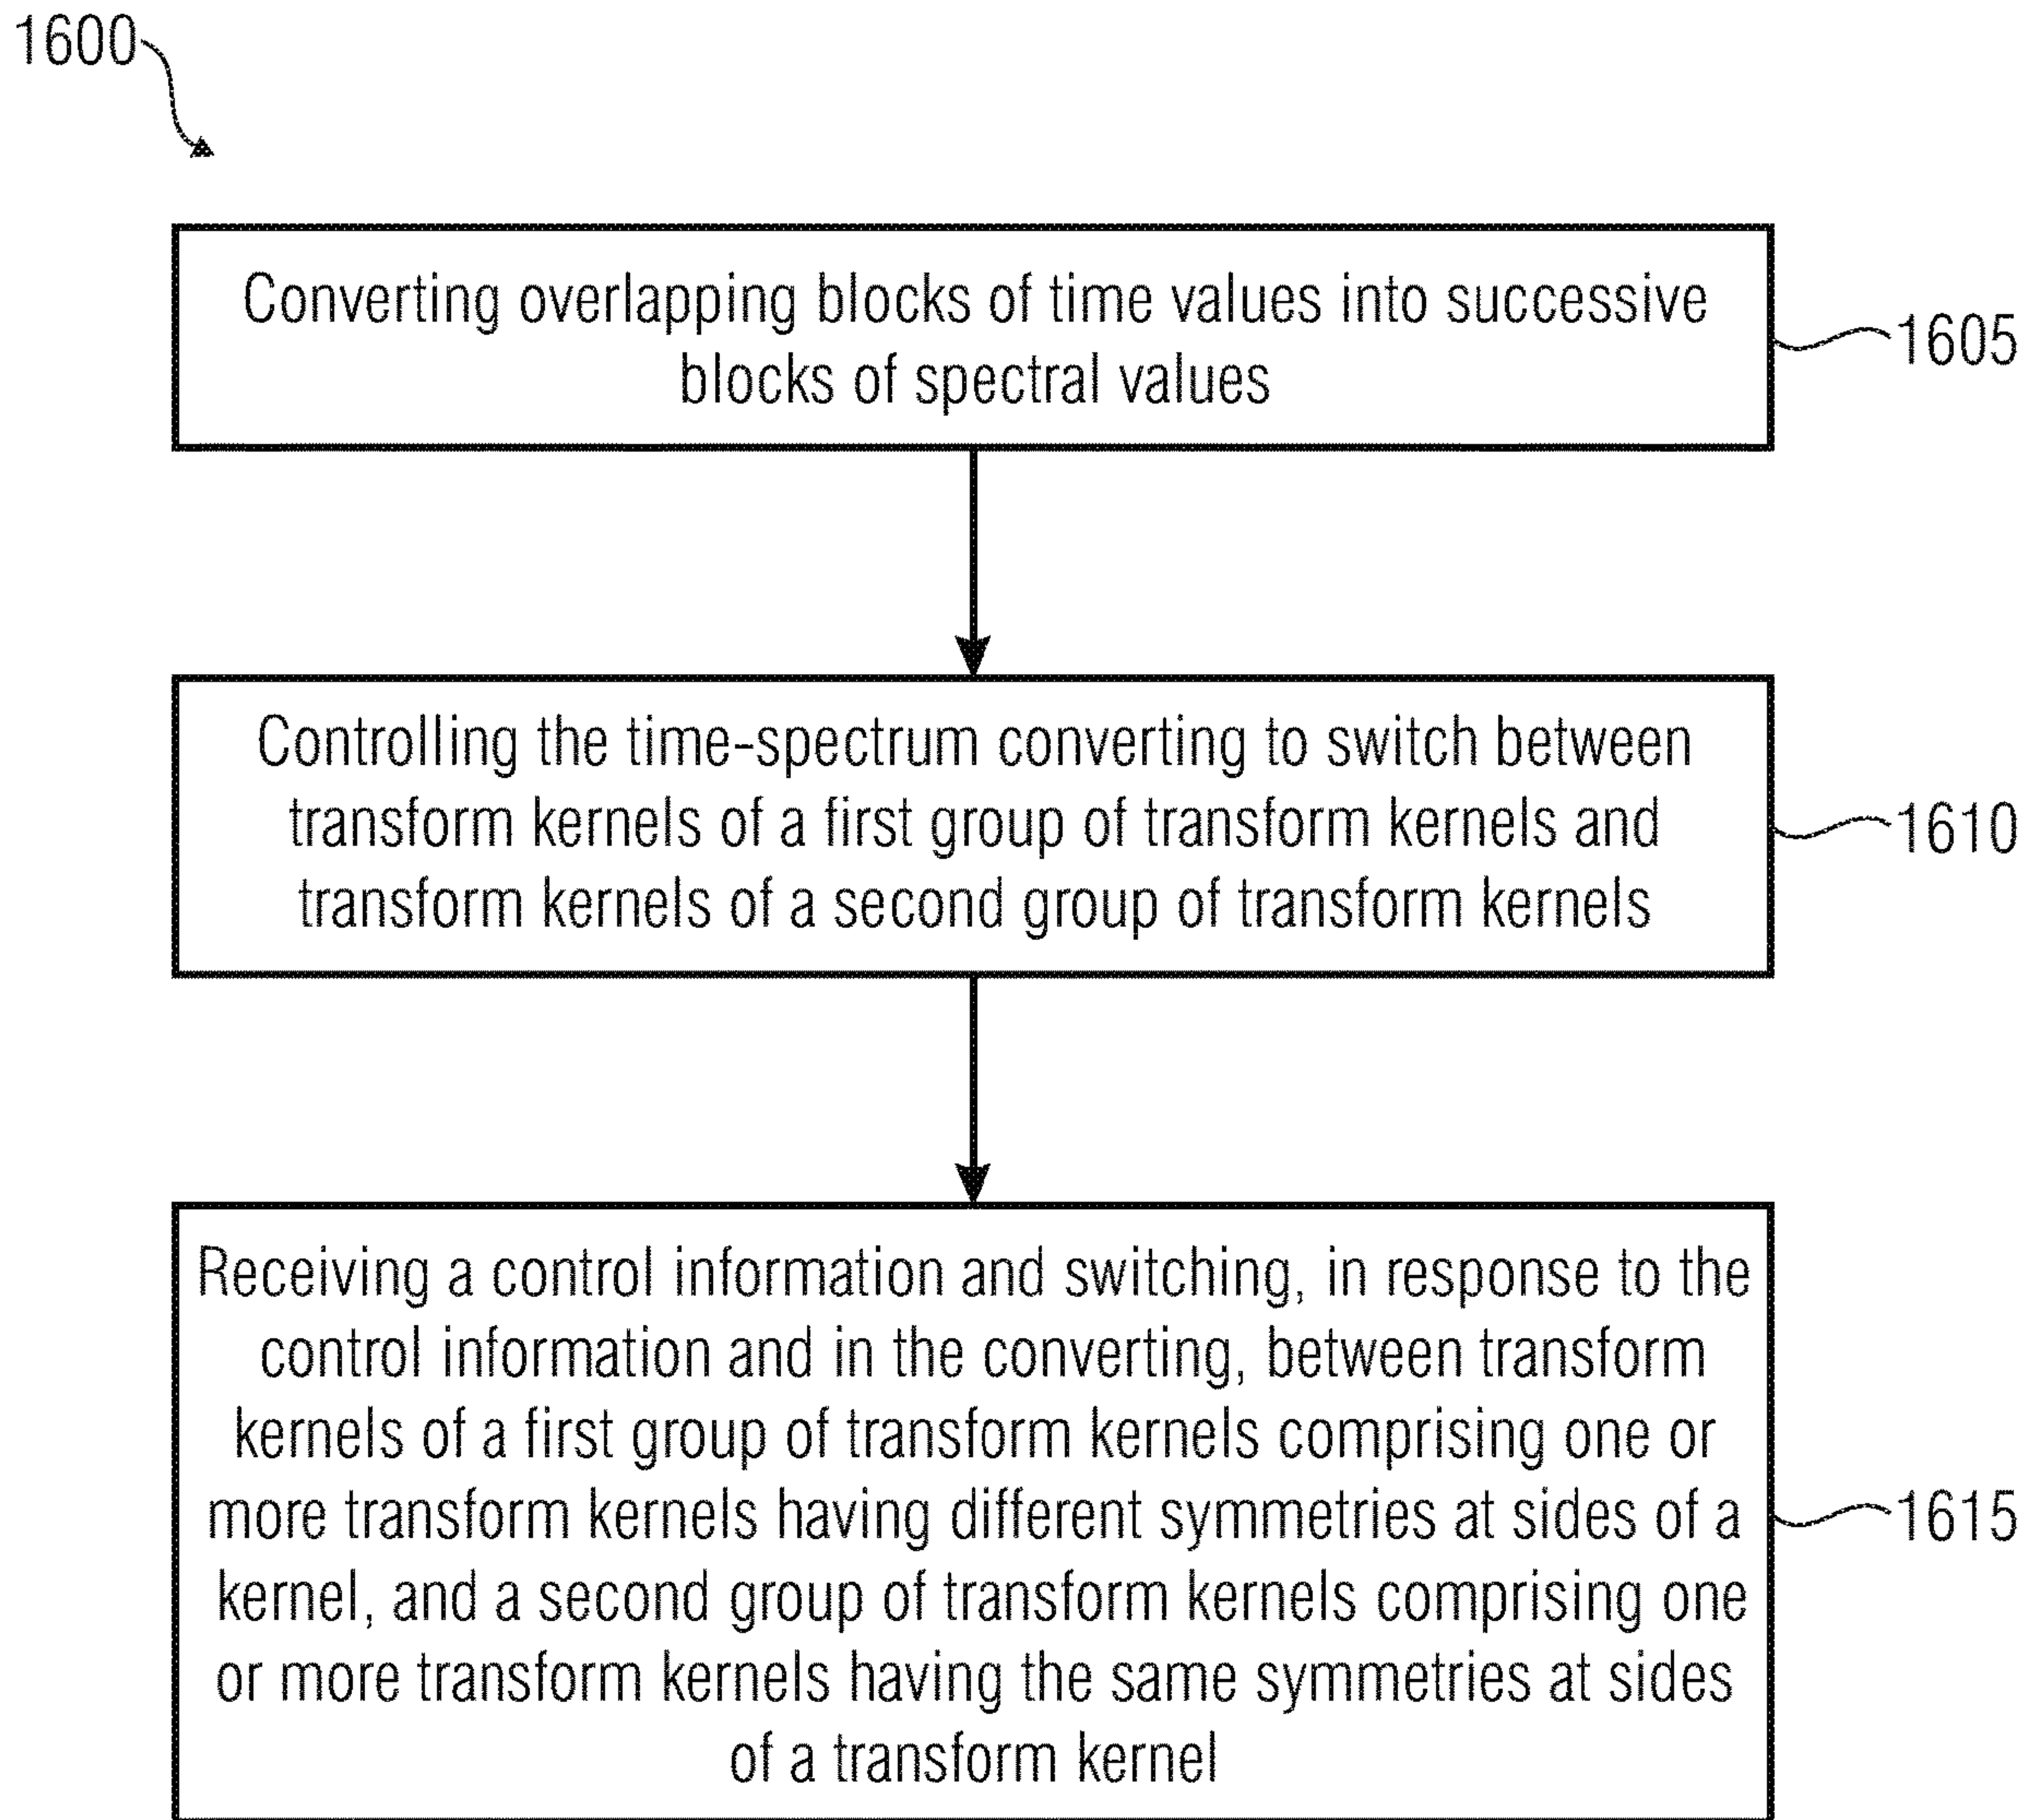 1600
Converting overlapping blocks of time values into successive
blocks of spectral values
1605
Controlling the time-spectrum converting to switch between
transform kernels of a first group of transform kernels and
transform kernels of a second group of transform kernels
1610
Receiving a control information and switching, in response to the
control information and in the converting, between transform
kernels of a first group of transform kernels comprising one or
more transform kernels having different symmetries at sides of a
kernel, and a second group of transform kernels comprising one
or more transform kernels having the same symmetries at sides
of a transform kernel
1615